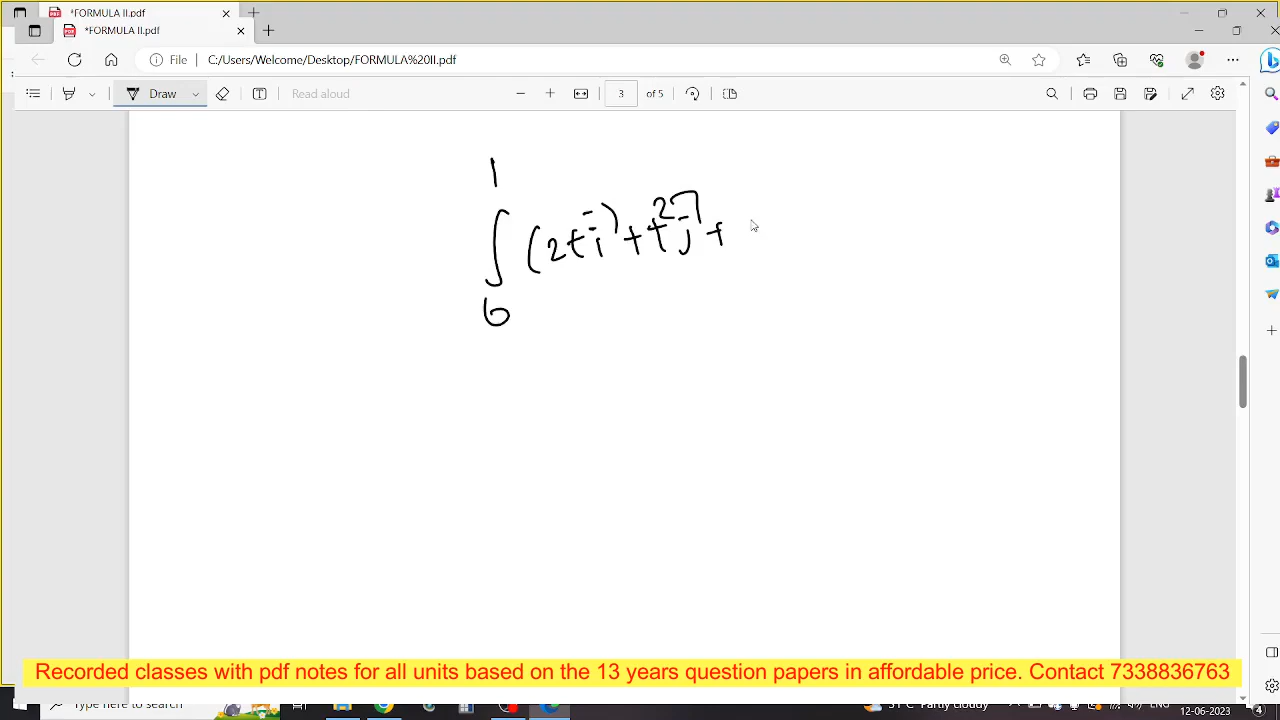 *FORMULA II.pdf
*FORMULA II.pdf
File C:/Users/Welcome/Desktop/FORMULA%20II.pdf
Draw Read aloud 3 of 5
1
∫ (2t i⃗ + t² j⃗ +
0
Recorded classes with pdf notes for all units based on the 13 years question papers in affordable price. Contact 7338836763
Type here to search
12-06-2023